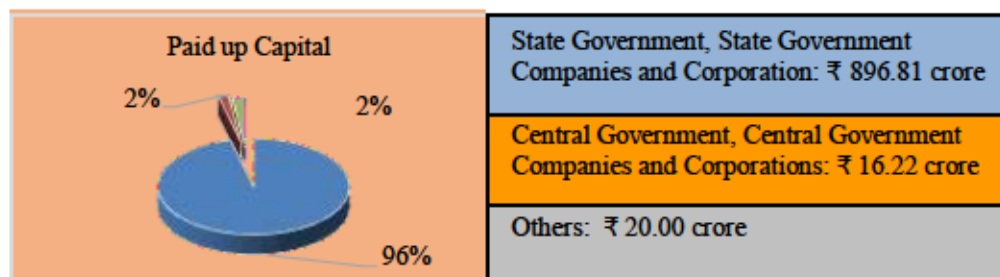 Paid up Capital
2%
2%
96%
State Government, State Government
Companies and Corporation: ₹ 896.81 crore
Central Government, Central Government
Companies and Corporations: ₹ 16.22 crore
Others: ₹ 20.00 crore